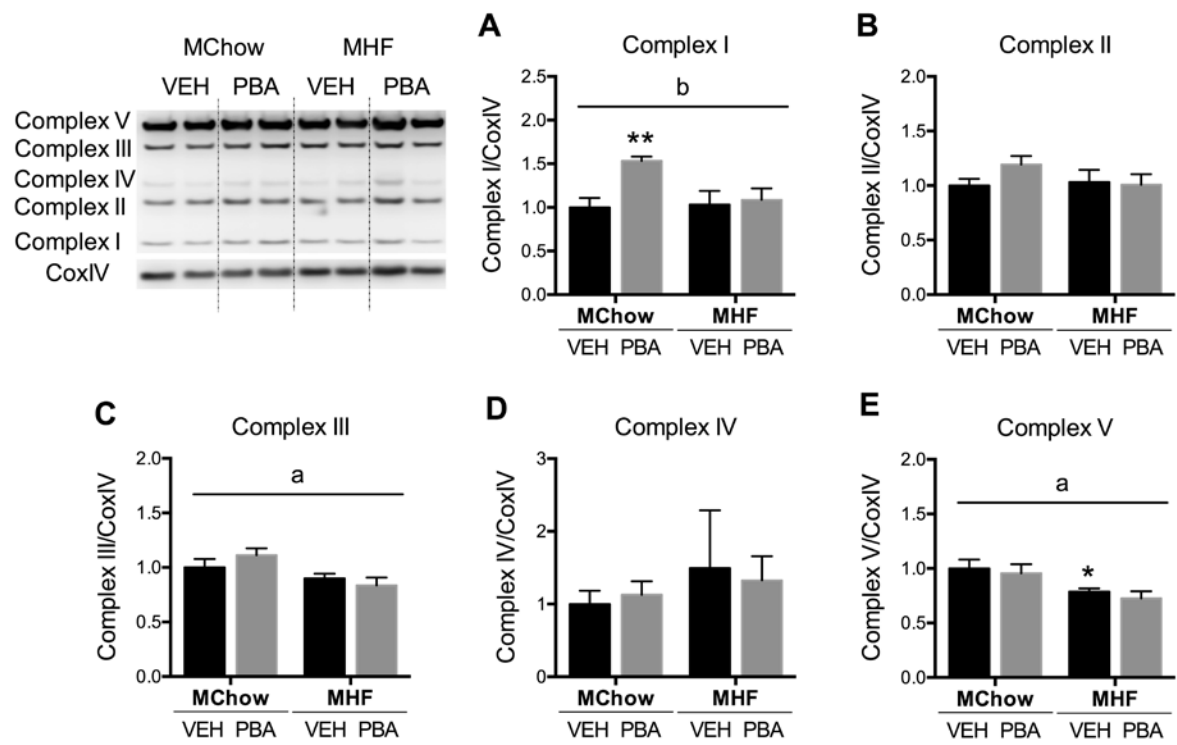 MChow MHF
VEH PBA VEH PBA
Complex V
Complex III
Complex IV
Complex II
Complex I
CoxIV
A
Complex I
2.5
2.0
1.5
1.0
0.5
0.0
Complex I/CoxIV
b
**
MChow MHF
VEH PBA VEH PBA
B
Complex II
2.0
1.5
1.0
0.5
0.0
Complex II/CoxIV
MChow MHF
VEH PBA VEH PBA
C
Complex III
2.0
1.5
1.0
0.5
0.0
Complex III/CoxIV
a
MChow MHF
VEH PBA VEH PBA
D
Complex IV
3
2
1
0
Complex IV/CoxIV
MChow MHF
VEH PBA VEH PBA
E
Complex V
2.0
1.5
1.0
0.5
0.0
Complex V/CoxIV
a
*
MChow MHF
VEH PBA VEH PBA